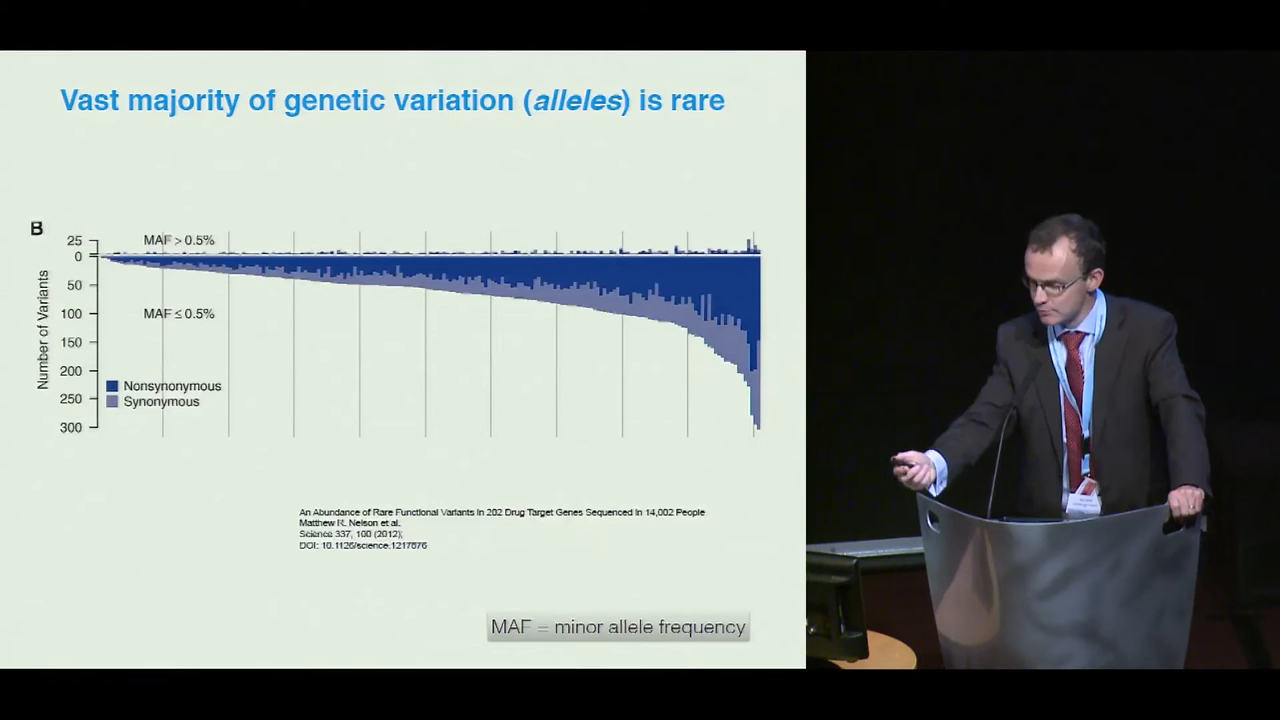 Vast majority of genetic variation (alleles) is rare
B
25
MAF > 0.5%
0
50
100
MAF ≤ 0.5%
150
200
250
300
Number of Variants
Nonsynonymous
Synonymous
An Abundance of Rare Functional Variants in 202 Drug Target Genes Sequenced in 14,002 People
Matthew R. Nelson et al.
Science 337, 100 (2012);
DOI: 10.1126/science.1217876
MAF = minor allele frequency